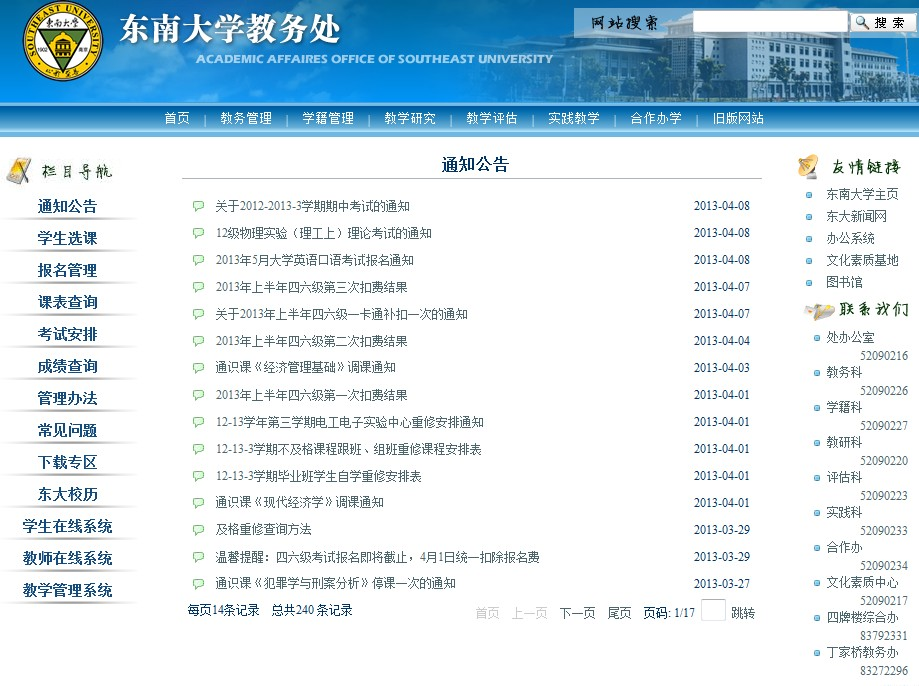 东南大学教务处
ACADEMIC AFFAIRES OFFICE OF SOUTHEAST UNIVERSITY
SOUTHEAST UNIVERSITY
东南大学
1902 南京
网站搜索
搜 索
首页 | 教务管理 | 学籍管理 | 教学研究 | 教学评估 | 实践教学 | 合作办学 | 旧版网站
栏目导航
通知公告
学生选课
报名管理
课表查询
考试安排
成绩查询
管理办法
常见问题
下载专区
东大校历
学生在线系统
教师在线系统
教学管理系统
通知公告
关于2012-2013-3学期期中考试的通知 2013-04-08
12级物理实验（理工上）理论考试的通知 2013-04-08
2013年5月大学英语口语考试报名通知 2013-04-08
2013年上半年四六级第三次扣费结果 2013-04-07
关于2013年上半年四六级一卡通补扣一次的通知 2013-04-07
2013年上半年四六级第二次扣费结果 2013-04-04
通识课《经济管理基础》调课通知 2013-04-03
2013年上半年四六级第一次扣费结果 2013-04-01
12-13学年第三学期电工电子实验中心重修安排通知 2013-04-01
12-13-3学期不及格课程跟班、组班重修课程安排表 2013-04-01
12-13-3学期毕业班学生自学重修安排表 2013-04-01
通识课《现代经济学》调课通知 2013-04-01
及格重修查询方法 2013-03-29
温馨提醒：四六级考试报名即将截止，4月1日统一扣除报名费 2013-03-29
通识课《犯罪学与刑案分析》停课一次的通知 2013-03-27
每页14条记录 总共240 条记录
首页 上一页 下一页 尾页 页码: 1/17 跳转
友情链接
东南大学主页
东大新闻网
办公系统
文化素质基地
图书馆
联系我们
处办公室
52090216
教务科
52090226
学籍科
52090227
教研科
52090220
评估科
52090223
实践科
52090233
合作办
52090234
文化素质中心
52090217
四牌楼综合办
83792331
丁家桥教务办
83272296